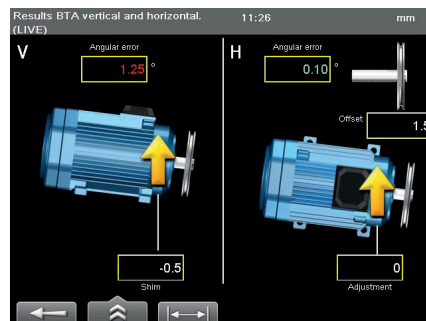 Results BTA vertical and horizontal. 11:26 mm
(LIVE)
V Angular error
1.25 °
-0.5
Shim
H Angular error
0.10 °
Offset
1.5
0
Adjustment